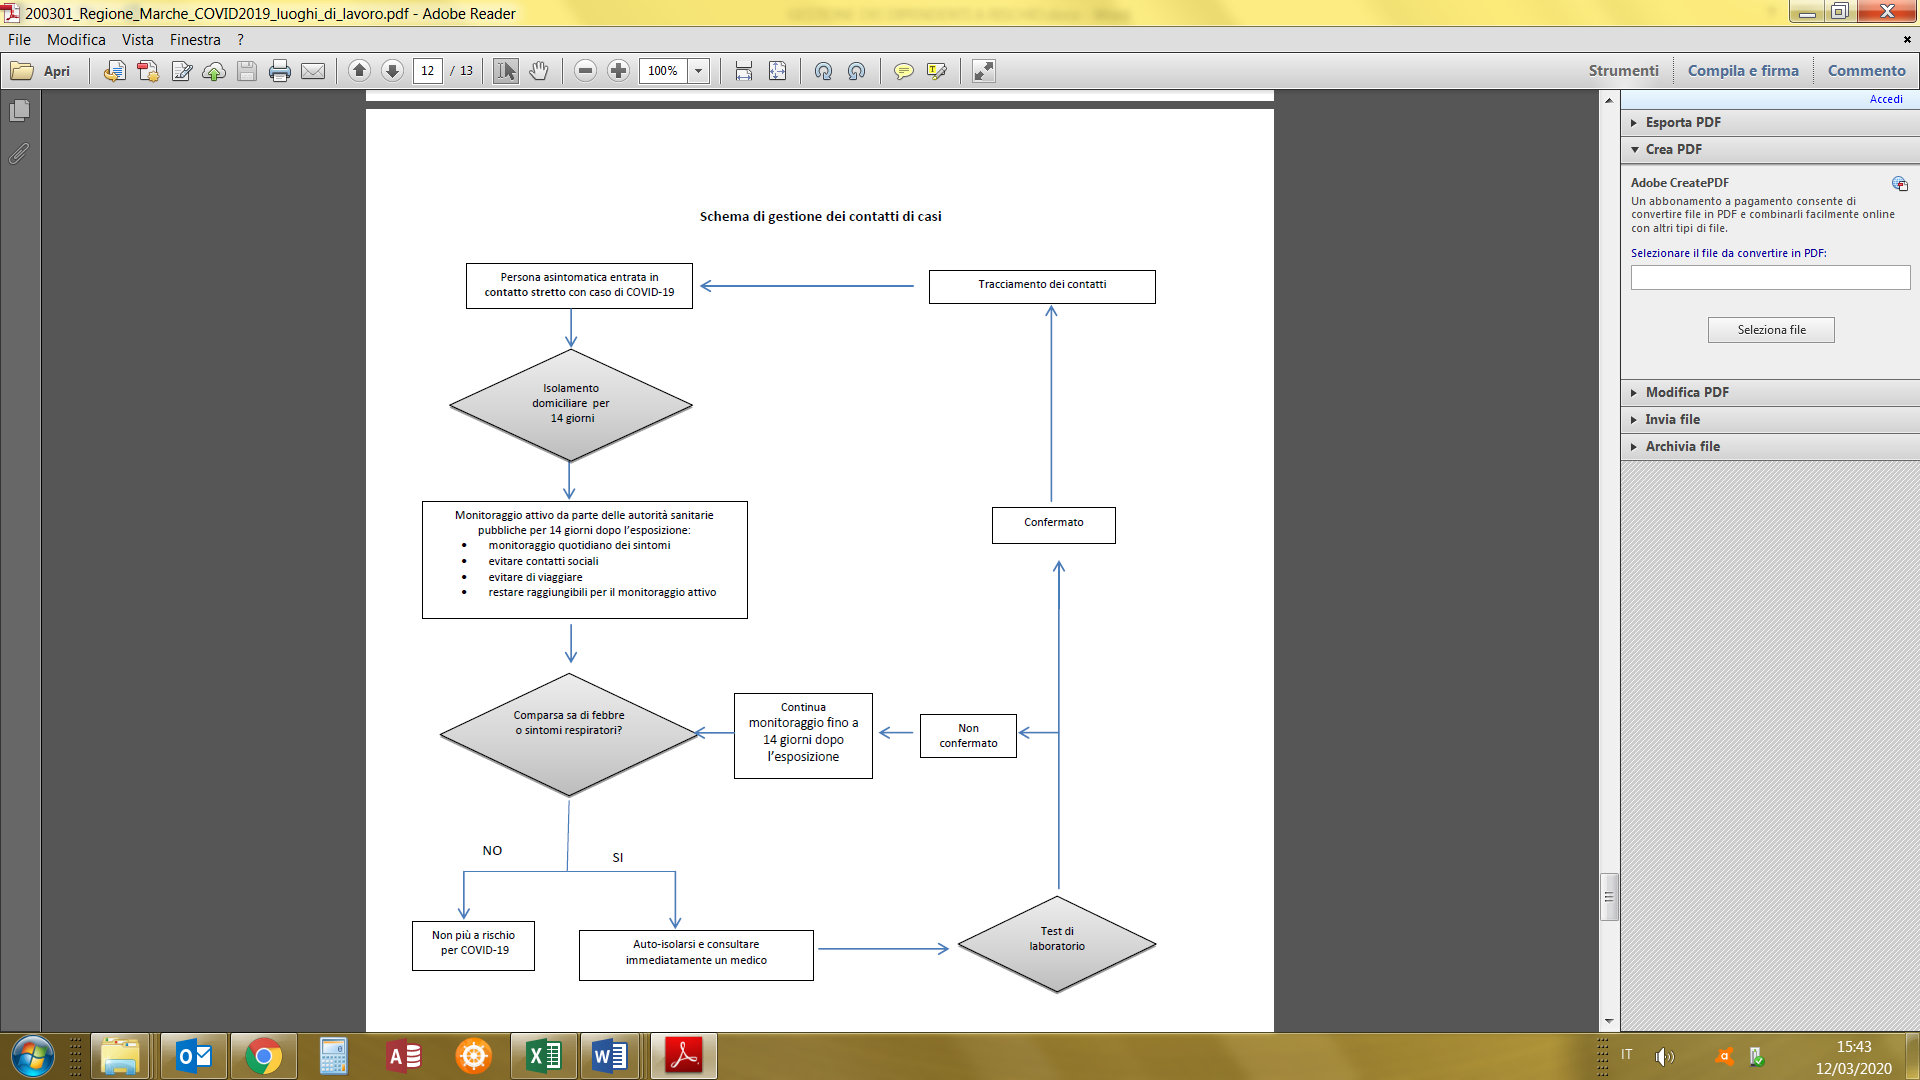 200301_Regione_Marche_COVID2019_luoghi_di_lavoro.pdf - Adobe Reader
File Modifica Vista Finestra ?
Apri
12 / 13
100%
Strumenti Compila e firma Commento
Accedi
Esporta PDF
Crea PDF
Adobe CreatePDF
Un abbonamento a pagamento consente di
convertire file in PDF e combinarli facilmente online
con altri tipi di file.
Selezionare il file da convertire in PDF:
Seleziona file
Modifica PDF
Invia file
Archivia file
Schema di gestione dei contatti di casi
Persona asintomatica entrata in
contatto stretto con caso di COVID-19
Tracciamento dei contatti
Isolamento
domiciliare per
14 giorni
Monitoraggio attivo da parte delle autorità sanitarie
pubbliche per 14 giorni dopo l'esposizione:
• monitoraggio quotidiano dei sintomi
• evitare contatti sociali
• evitare di viaggiare
• restare raggiungibili per il monitoraggio attivo
Confermato
Comparsa sa di febbre
o sintomi respiratori?
Continua
monitoraggio fino a
14 giorni dopo
l'esposizione
Non
confermato
NO
SI
Non più a rischio
per COVID-19
Auto-isolarsi e consultare
immediatamente un medico
Test di
laboratorio
IT
15:43
12/03/2020